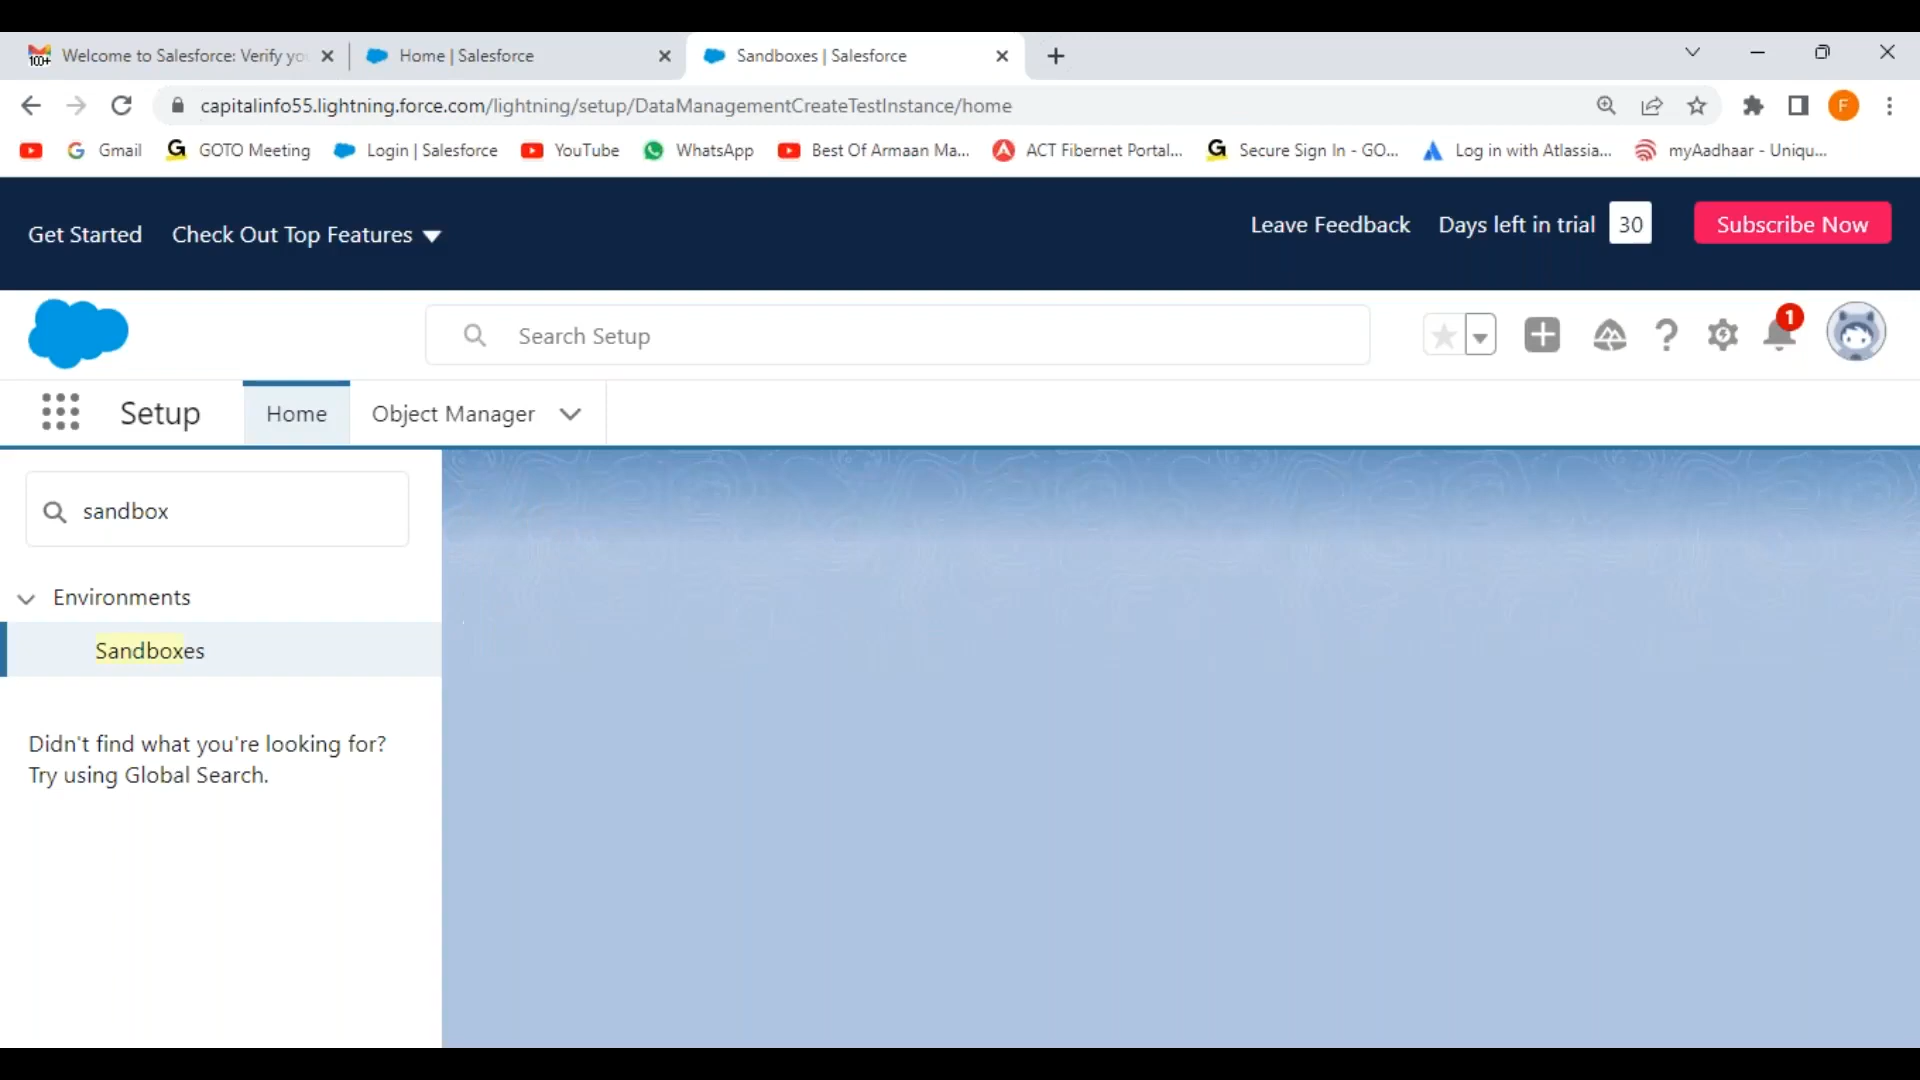 100+
Welcome to Salesforce: Verify yo
Home | Salesforce
Sandboxes | Salesforce
capitalinfo55.lightning.force.com/lightning/setup/DataManagementCreateTestInstance/home
F
Gmail
GOTO Meeting
Login | Salesforce
YouTube
WhatsApp
Best Of Armaan Ma...
ACT Fibernet Portal...
Secure Sign In - GO...
Log in with Atlassia...
myAadhaar - Uniqu...
Get Started
Check Out Top Features
Leave Feedback
Days left in trial 30
Subscribe Now
Search Setup
1
Setup
Home
Object Manager
sandbox
Environments
Sandboxes
Didn't find what you're looking for?
Try using Global Search.